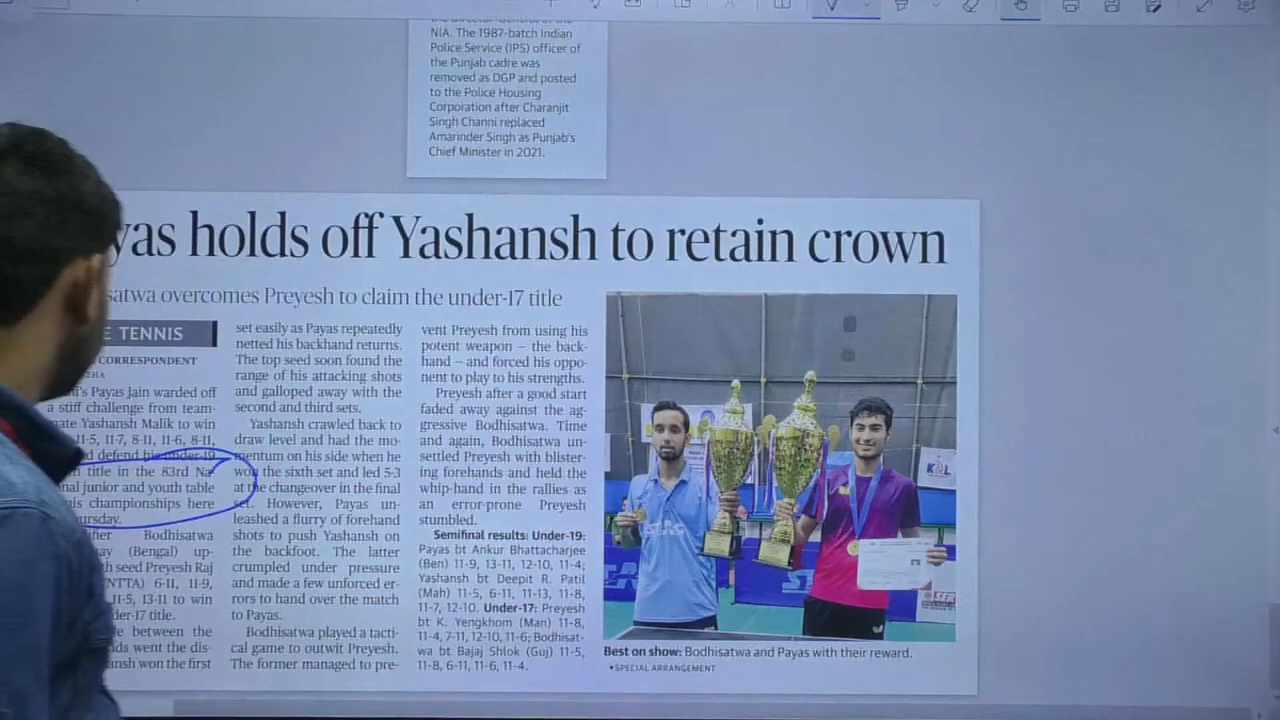 NIA. The 1987-batch Indian
Police Service (IPS) officer of
the Punjab cadre was
removed as DGP and posted
to the Police Housing
Corporation after Charanjit
Singh Channi replaced
Amarinder Singh as Punjab's
Chief Minister in 2021.
yas holds off Yashansh to retain crown
satwa overcomes Preyesh to claim the under-17 title
E TENNIS
CORRESPONDENT
Payas Jain warded off
a stiff challenge from team-
Yashansh Malik to win
11-5, 11-7, 8-11, 11-6, 8-11,
defend his under-19
title in the 83rd Na-
nal junior and youth table
championships here
Bodhisatwa
(Bengal) up-
seed Preyesh Raj
6-11, 11-9,
11-5, 13-11 to win
der-17 title.
between the
went the dis-
ansh won the first
set easily as Payas repeatedly
netted his backhand returns.
The top seed soon found the
range of his attacking shots
and galloped away with the
second and third sets.
Yashansh crawled back to
draw level and had the mo-
mentum on his side when he
won the sixth set and led 5-3
at the changeover in the final
set. However, Payas un-
leashed a flurry of forehand
shots to push Yashansh on
the backfoot. The latter
crumpled under pressure
and made a few unforced er-
rors to hand over the match
to Payas.
Bodhisatwa played a tacti-
cal game to outwit Preyesh.
The former managed to pre-
vent Preyesh from using his
potent weapon – the back-
hand – and forced his oppo-
nent to play to his strengths.
Preyesh after a good start
faded away against the ag-
gressive Bodhisatwa. Time
and again, Bodhisatwa un-
settled Preyesh with blister-
ing forehands and held the
whip-hand in the rallies as
an error-prone Preyesh
stumbled.
Semifinal results: Under-19:
Payas bt Ankur Bhattacharjee
(Ben) 11-9, 13-11, 12-10, 11-4;
Yashansh bt Deepit R. Patil
(Mah) 11-5, 6-11, 11-13, 11-8,
11-7, 12-10. Under-17: Preyesh
bt K. Yengkhom (Man) 11-8,
11-4, 7-11, 12-10, 11-6; Bodhisat-
wa bt Bajaj Shlok (Guj) 11-5,
11-8, 6-11, 11-6, 11-4.
Best on show: Bodhisatwa and Payas with their reward.
•SPECIAL ARRANGEMENT